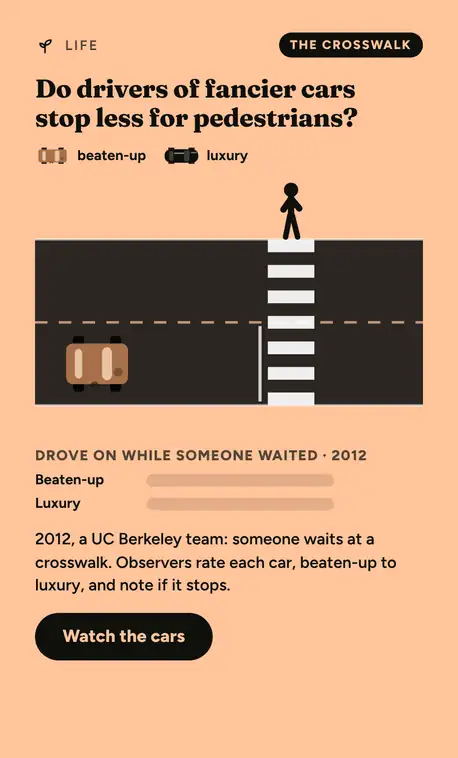 LIFE
THE CROSSWALK
Do drivers of fancier cars
stop less for pedestrians?
beaten-up luxury
DROVE ON WHILE SOMEONE WAITED · 2012
Beaten-up
Luxury
2012, a UC Berkeley team: someone waits at a
crosswalk. Observers rate each car, beaten-up to
luxury, and note if it stops.
Watch the cars